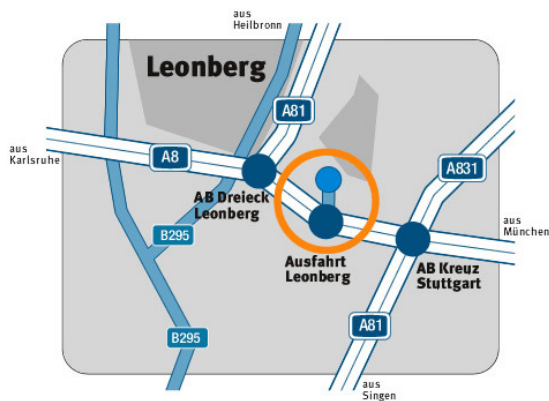 aus
Heilbronn
Leonberg
A81
aus
Karlsruhe
A8
A831
AB Dreieck
Leonberg
aus
München
B295
Ausfahrt
Leonberg
AB Kreuz
Stuttgart
A81
B295
aus
Singen